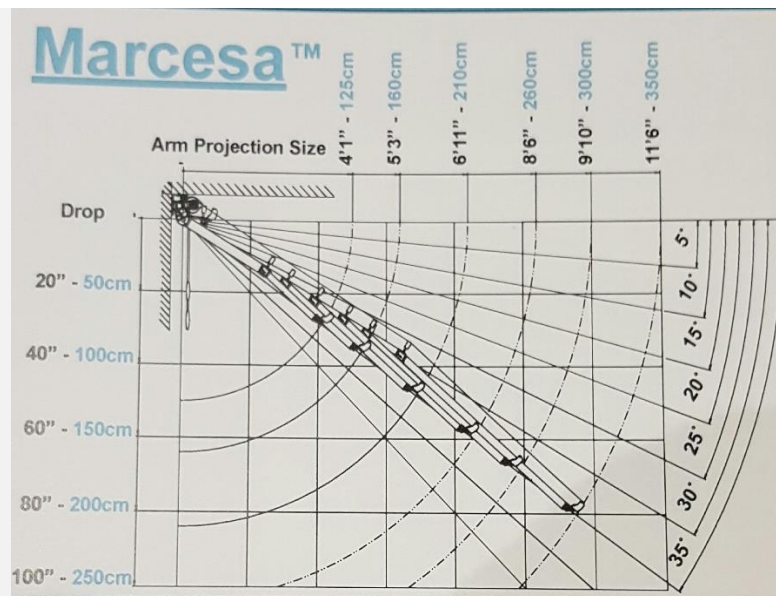 Marcesa™
Arm Projection Size
4'1" - 125cm
5'3" - 160cm
6'11" - 210cm
8'6" - 260cm
9'10" - 300cm
11'6" - 350cm
Drop
20" - 50cm
40" - 100cm
60" - 150cm
80" - 200cm
100" - 250cm
5°
10°
15°
20°
25°
30°
35°